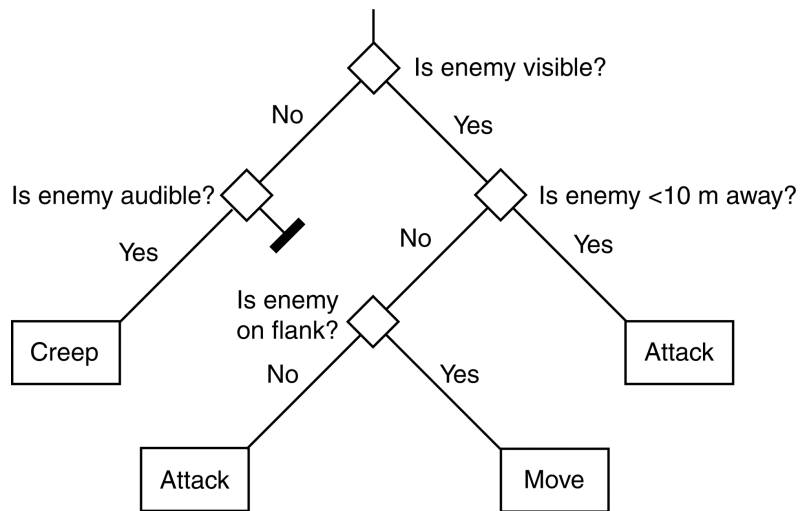 Is enemy visible?
No
Yes
Is enemy audible?
Is enemy <10 m away?
Yes
No
Yes
Is enemy
on flank?
Creep
Attack
No
Yes
Attack
Move